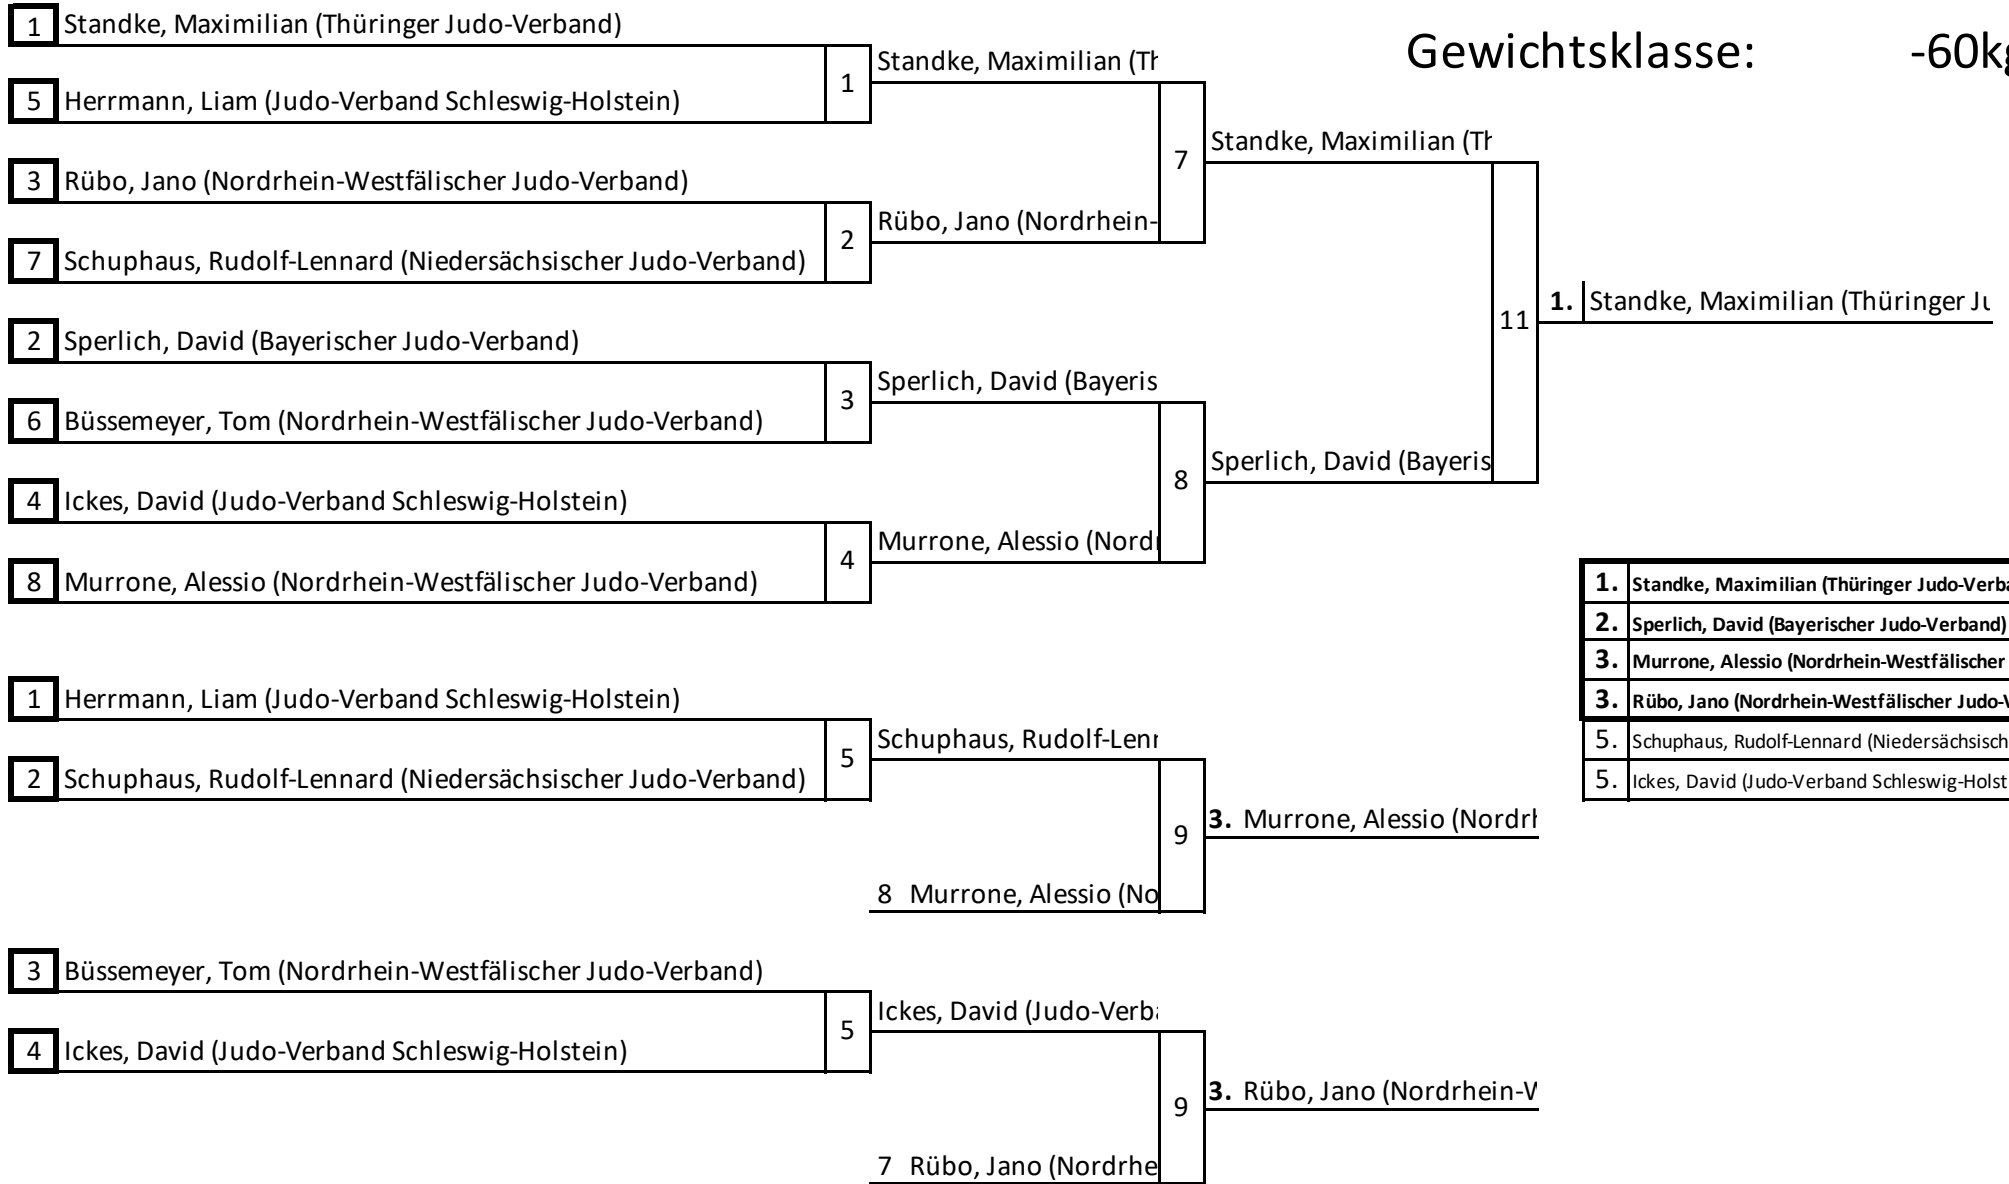 1 Standke, Maximilian (Thüringer Judo-Verband)
5 Herrmann, Liam (Judo-Verband Schleswig-Holstein)
3 Rübo, Jano (Nordrhein-Westfälischer Judo-Verband)
7 Schuphaus, Rudolf-Lennard (Niedersächsischer Judo-Verband)
2 Sperlich, David (Bayerischer Judo-Verband)
6 Büssemeyer, Tom (Nordrhein-Westfälischer Judo-Verband)
4 Ickes, David (Judo-Verband Schleswig-Holstein)
8 Murrone, Alessio (Nordrhein-Westfälischer Judo-Verband)
1
2
3
4
Standke, Maximilian (Th
Rübo, Jano (Nordrhein-
Sperlich, David (Bayeris
Murrone, Alessio (Nord
7
8
Standke, Maximilian (Th
Sperlich, David (Bayeris
11
1. Standke, Maximilian (Thüringer Ju
Gewichtsklasse: -60kg
1. Standke, Maximilian (Thüringer Judo-Verba
2. Sperlich, David (Bayerischer Judo-Verband)
3. Murrone, Alessio (Nordrhein-Westfälischer
3. Rübo, Jano (Nordrhein-Westfälischer Judo-V
5. Schuphaus, Rudolf-Lennard (Niedersächsisch
5. Ickes, David (Judo-Verband Schleswig-Holst
1 Herrmann, Liam (Judo-Verband Schleswig-Holstein)
2 Schuphaus, Rudolf-Lennard (Niedersächsischer Judo-Verband)
5
Schuphaus, Rudolf-Lenn
8 Murrone, Alessio (No
9
3. Murrone, Alessio (Nordrh
3 Büssemeyer, Tom (Nordrhein-Westfälischer Judo-Verband)
4 Ickes, David (Judo-Verband Schleswig-Holstein)
5
Ickes, David (Judo-Verba
7 Rübo, Jano (Nordrhe
9
3. Rübo, Jano (Nordrhein-W